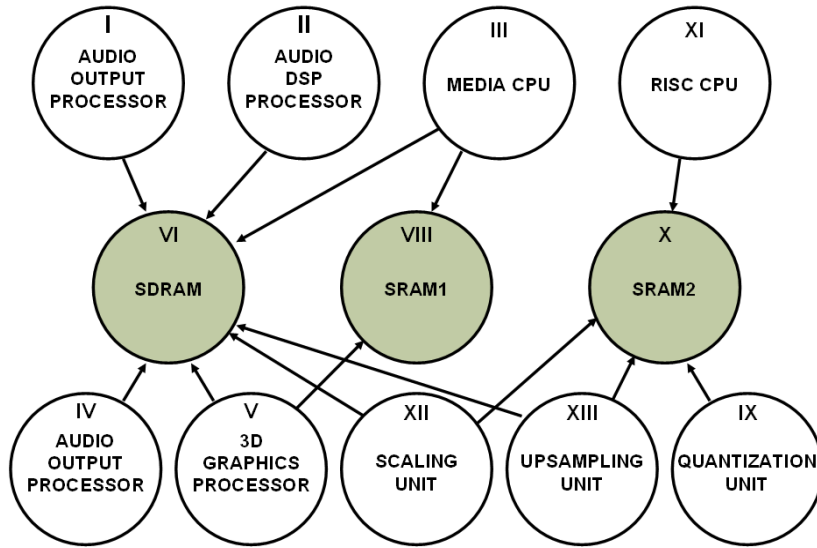 I
AUDIO
OUTPUT
PROCESSOR
II
AUDIO
DSP
PROCESSOR
III
MEDIA CPU
XI
RISC CPU
VI
SDRAM
VIII
SRAM1
X
SRAM2
IV
AUDIO
OUTPUT
PROCESSOR
V
3D
GRAPHICS
PROCESSOR
XII
SCALING
UNIT
XIII
UPSAMPLING
UNIT
IX
QUANTIZATION
UNIT